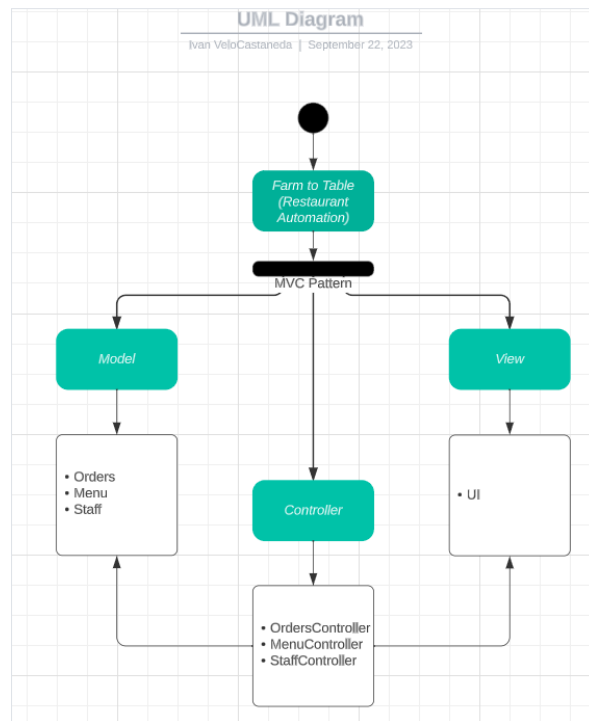 UML Diagram
Ivan VeloCastaneda | September 22, 2023
Farm to Table
(Restaurant
Automation)
MVC Pattern
Model
View
• Orders
• Menu
• Staff
• UI
Controller
• OrdersController
• MenuController
• StaffController